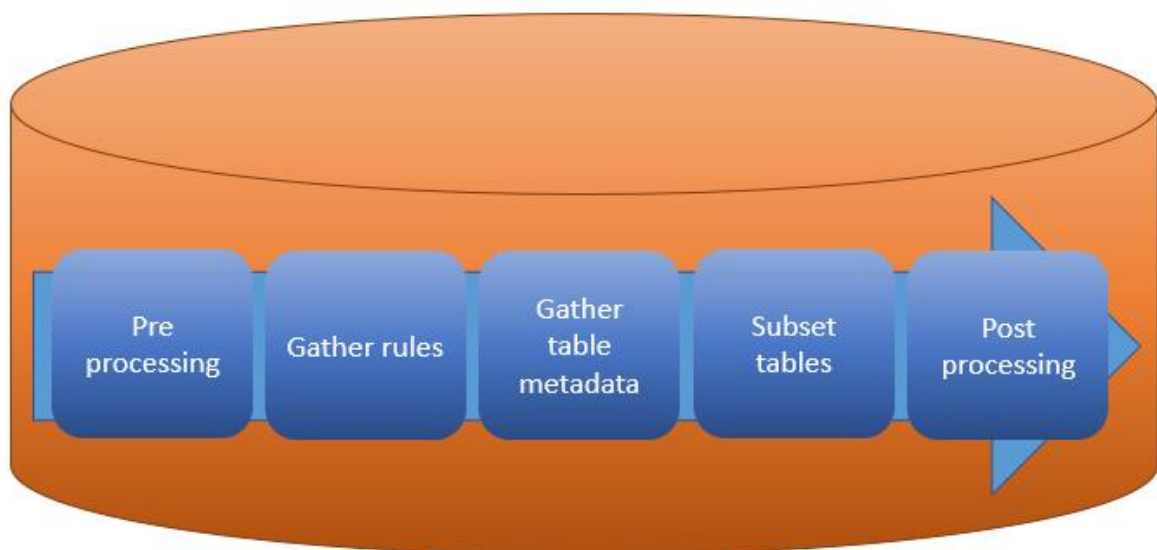 Pre
processing
Gather rules
Gather
table
metadata
Subset
tables
Post
processing